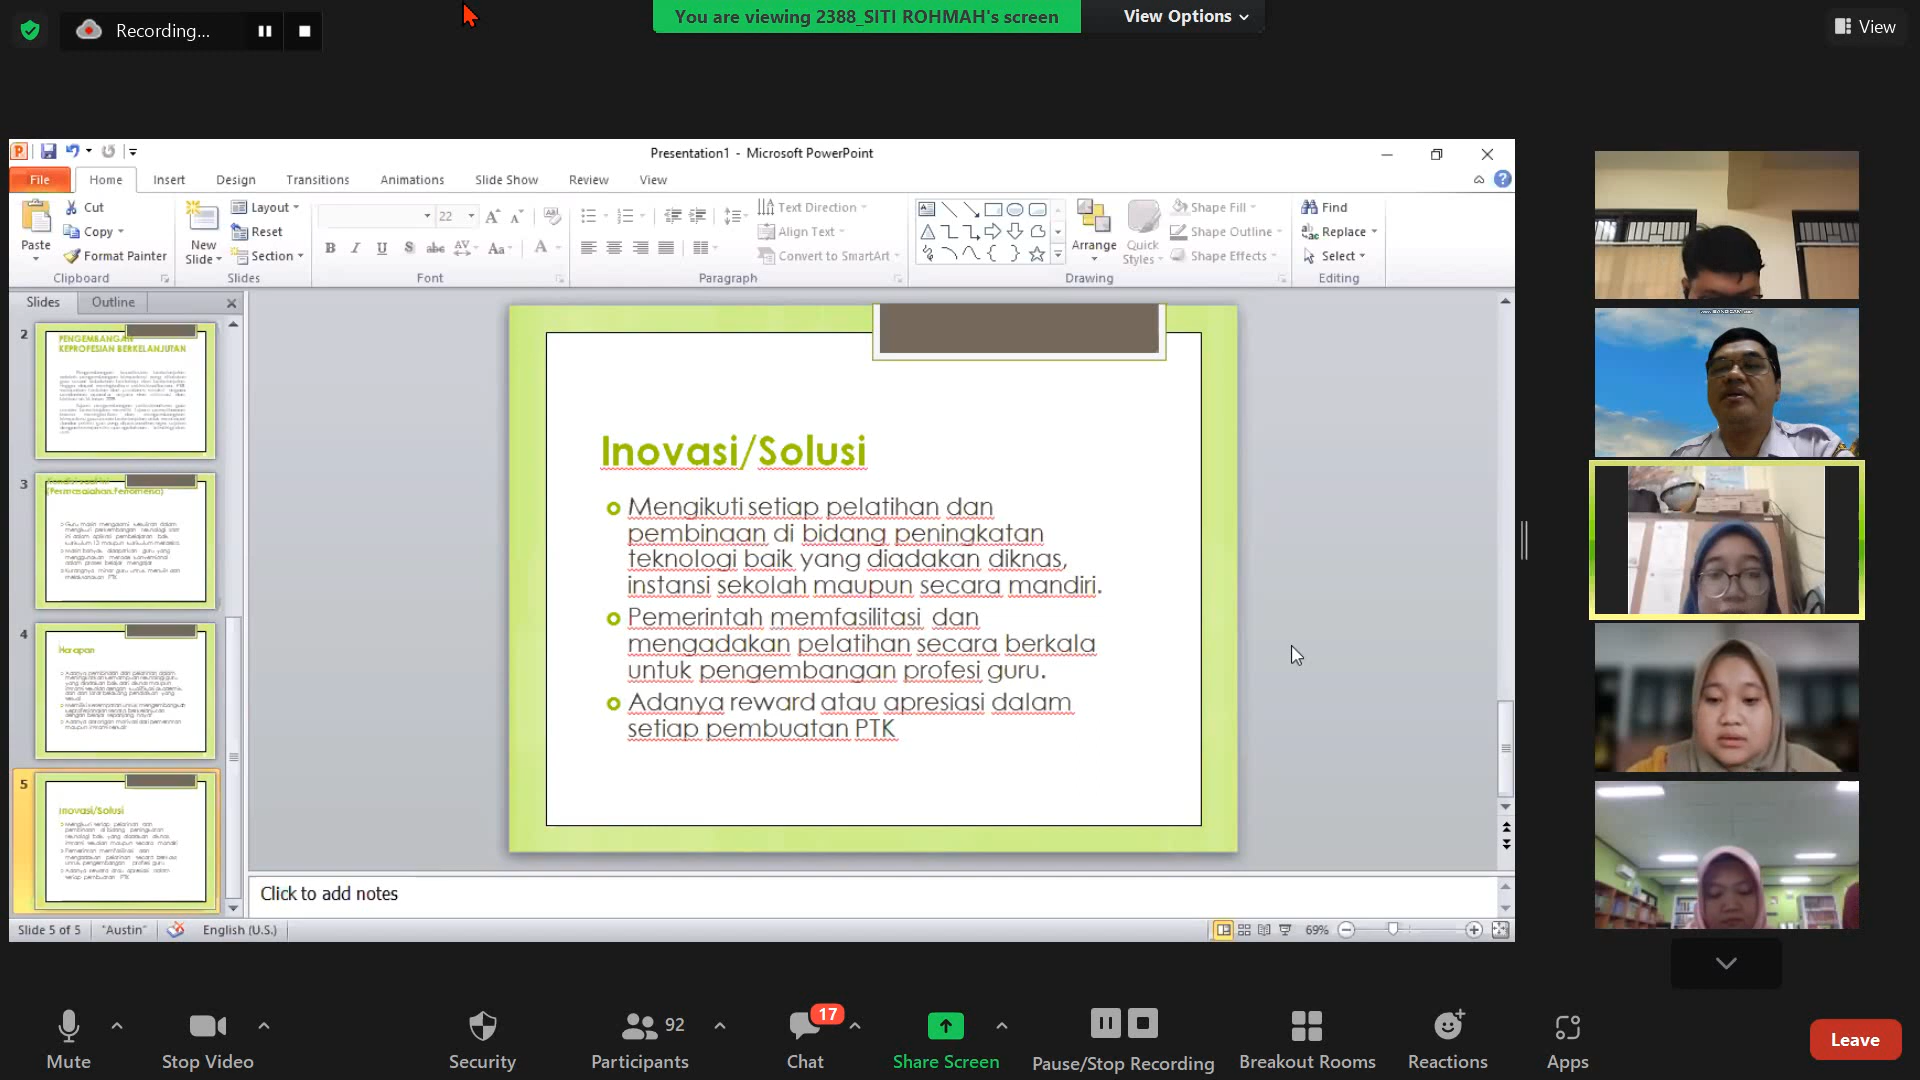 Recording...
You are viewing 2388_SITI ROHMAH's screen
View Options
View
Presentation1 - Microsoft PowerPoint
File
Home
Insert
Design
Transitions
Animations
Slide Show
Review
View
Paste
Cut
Copy
Format Painter
Clipboard
New
Slide
Layout
Reset
Section
Slides
22
Font
Paragraph
Text Direction
Align Text
Convert to SmartArt
Arrange
Quick
Styles
Shape Fill
Shape Outline
Shape Effects
Drawing
Find
Replace
Select
Editing
Slides
Outline
2
PENGEMBANGAN
KEPROFESIAN BERKELANJUTAN
3
4
Harapan
5
Inovasi/Solusi
Inovasi/Solusi
Mengikuti setiap pelatihan dan
pembinaan di bidang peningkatan
teknologi baik yang diadakan diknas,
instansi sekolah maupun secara mandiri.
Pemerintah memfasilitasi dan
mengadakan pelatihan secara berkala
untuk pengembangan profesi guru.
Adanya reward atau apresiasi dalam
setiap pembuatan PTK
Click to add notes
Slide 5 of 5
"Austin"
English (U.S.)
69%
Mute
Stop Video
Security
Participants
92
Chat
17
Share Screen
Pause/Stop Recording
Breakout Rooms
Reactions
Apps
Leave